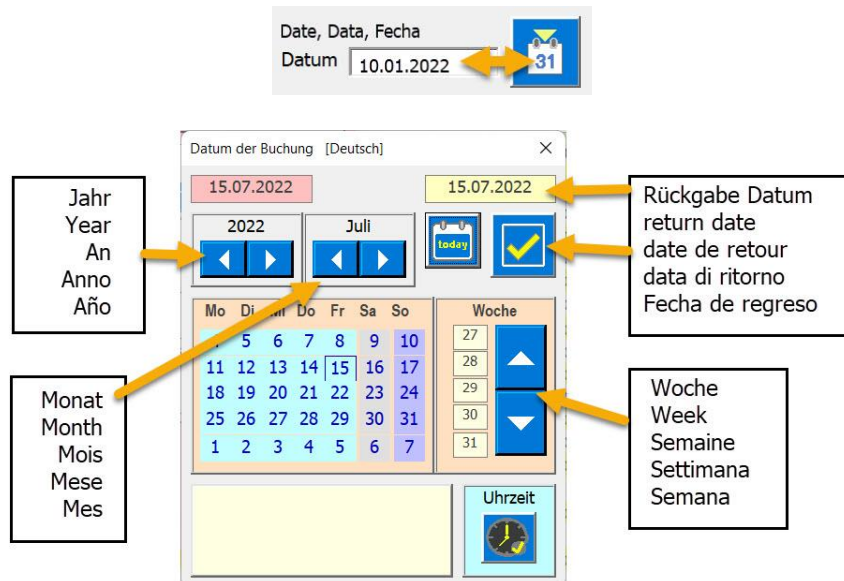 Date, Data, Fecha
Datum 10.01.2022 31
Datum der Buchung [Deutsch]
15.07.2022 15.07.2022
2022 Juli today
Jahr
Year
An
Anno
Año
Rückgabe Datum
return date
date de retour
data di ritorno
Fecha de regreso
Mo Di Mi Do Fr Sa So
5 6 7 8 9 10
11 12 13 14 15 16 17
18 19 20 21 22 23 24
25 26 27 28 29 30 31
1 2 3 4 5 6 7
Woche
27
28
29
30
31
Monat
Month
Mois
Mese
Mes
Woche
Week
Semaine
Settimana
Semana
Uhrzeit